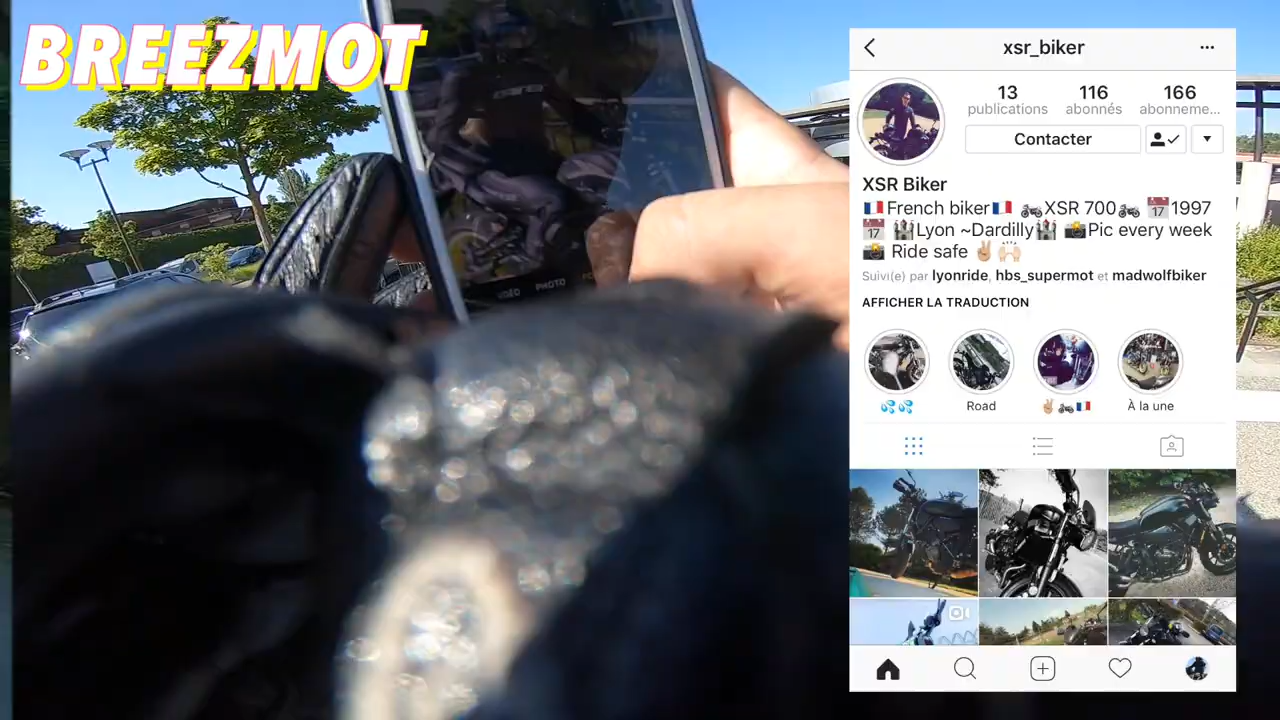 BREEZMOT
VIDÉO PHOTO
xsr_biker
13 116 166
publications abonnés abonneme...
Contacter
XSR Biker
🇫🇷French biker🇫🇷 🏍XSR 700🏍 📅1997
📅 🏰Lyon ~Dardilly🏰 📸Pic every week
📸 Ride safe ✌🏼🙌🏻
Suivi(e) par lyonride, hbs_supermot et madwolfbiker
AFFICHER LA TRADUCTION
💦💦 Road ✌🏼🏍🇫🇷 À la une